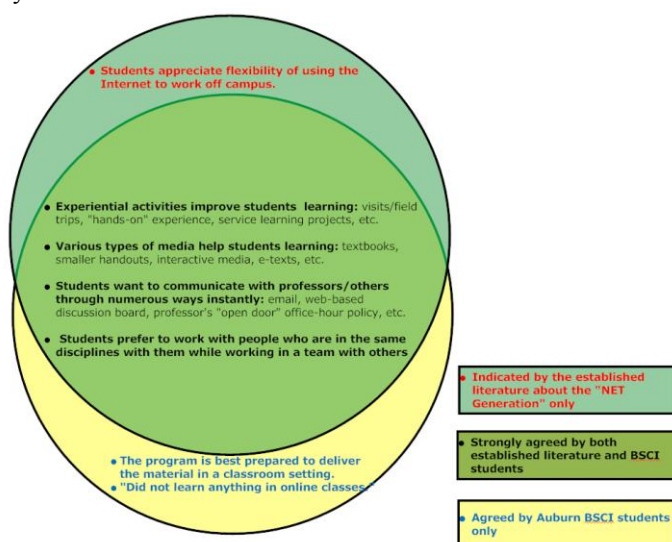 • Students appreciate flexibility of using the
Internet to work off campus.
• Experiential activities improve students learning: visits/field
trips, "hands-on" experience, service learning projects, etc.
• Various types of media help students learning: textbooks,
smaller handouts, interactive media, e-texts, etc.
• Students want to communicate with professors/others
through numerous ways instantly: email, web-based
discussion board, professor's "open door" office-hour policy, etc.
• Students prefer to work with people who are in the same
disciplines with them while working in a team with others
• The program is best prepared to deliver
the material in a classroom setting.
• "Did not learn anything in online classes."
• Indicated by the established
literature about the "NET
Generation" only
• Strongly agreed by both
established literature and BSCI
students
• Agreed by Auburn BSCI students
only